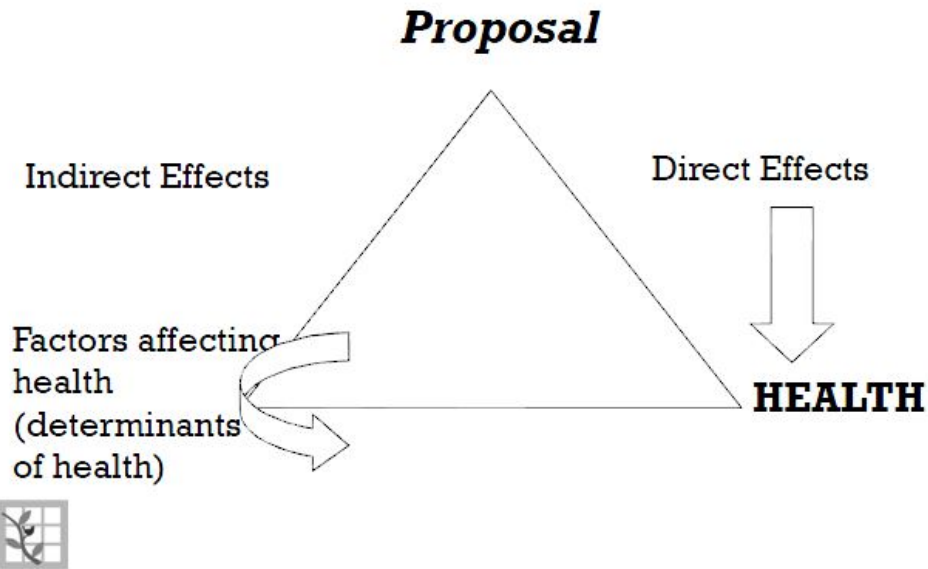 Proposal
Indirect Effects
Direct Effects
Factors affecting
health
(determinants
of health)
HEALTH